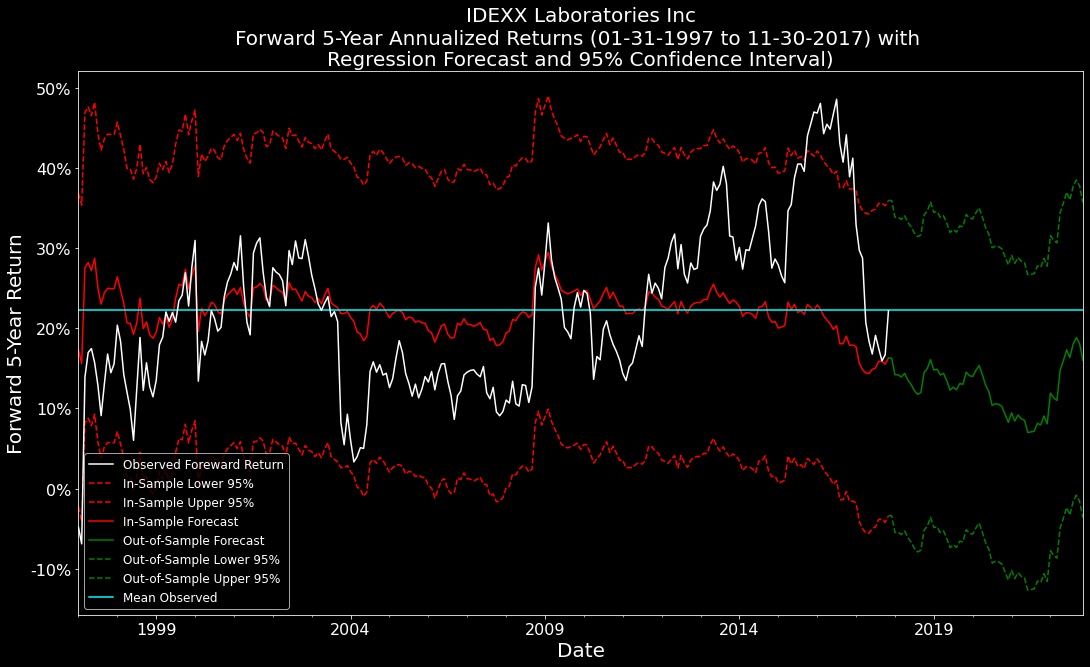 IDEXX Laboratories Inc
Forward 5-Year Annualized Returns (01-31-1997 to 11-30-2017) with
Regression Forecast and 95% Confidence Interval)
Forward 5-Year Return
50%
40%
30%
20%
10%
0%
-10%
Observed Foreward Return
In-Sample Lower 95%
In-Sample Upper 95%
In-Sample Forecast
Out-of-Sample Forecast
Out-of-Sample Lower 95%
Out-of-Sample Upper 95%
Mean Observed
1999
2004
2009
2014
2019
Date